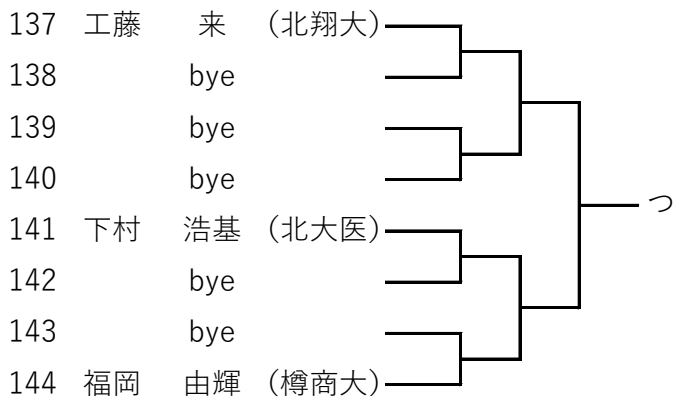 137 工藤 来 (北翔大)
138 bye
139 bye
140 bye
つ
141 下村 浩基 (北大医)
142 bye
143 bye
144 福岡 由輝 (樽商大)